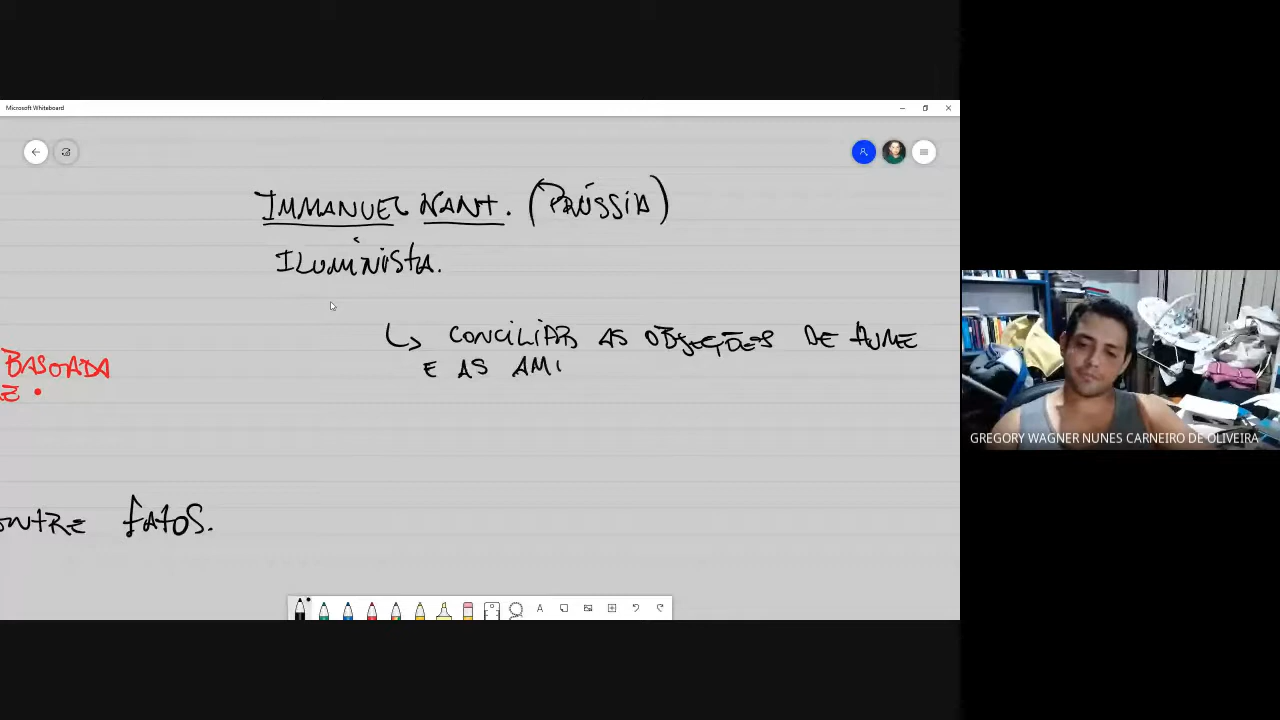 Microsoft Whiteboard
IMMANUEL KANT. (PRÚSSIA)
ILUMINISTA.
↳ CONCILIAR AS OBJEÇÕES DE HUME
E AS AMI
BASEADA
E •
ONTRE FATOS.
GREGORY WAGNER NUNES CARNEIRO DE OLIVEIRA